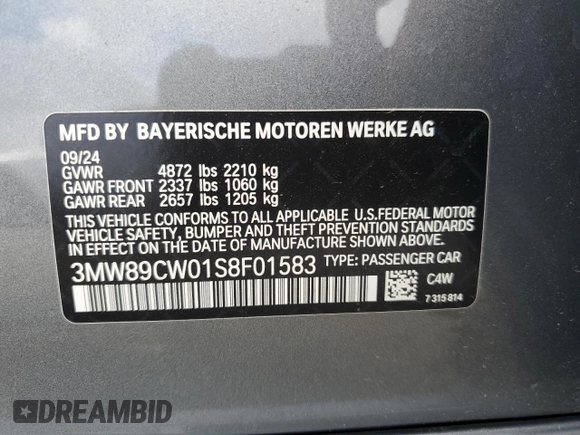 MFD BY BAYERISCHE MOTOREN WERKE AG
09/24
GVWR 4872 lbs 2210 kg
GAWR FRONT 2337 lbs 1060 kg
GAWR REAR 2657 lbs 1205 kg
THIS VEHICLE CONFORMS TO ALL APPLICABLE U.S.FEDERAL MOTOR
VEHICLE SAFETY, BUMPER AND THEFT PREVENTION STANDARDS
IN EFFECT ON THE DATE OF MANUFACTURE SHOWN ABOVE.
3MW89CW01S8F01583 TYPE: PASSENGER CAR
C4W
7 315 814
DREAMBID